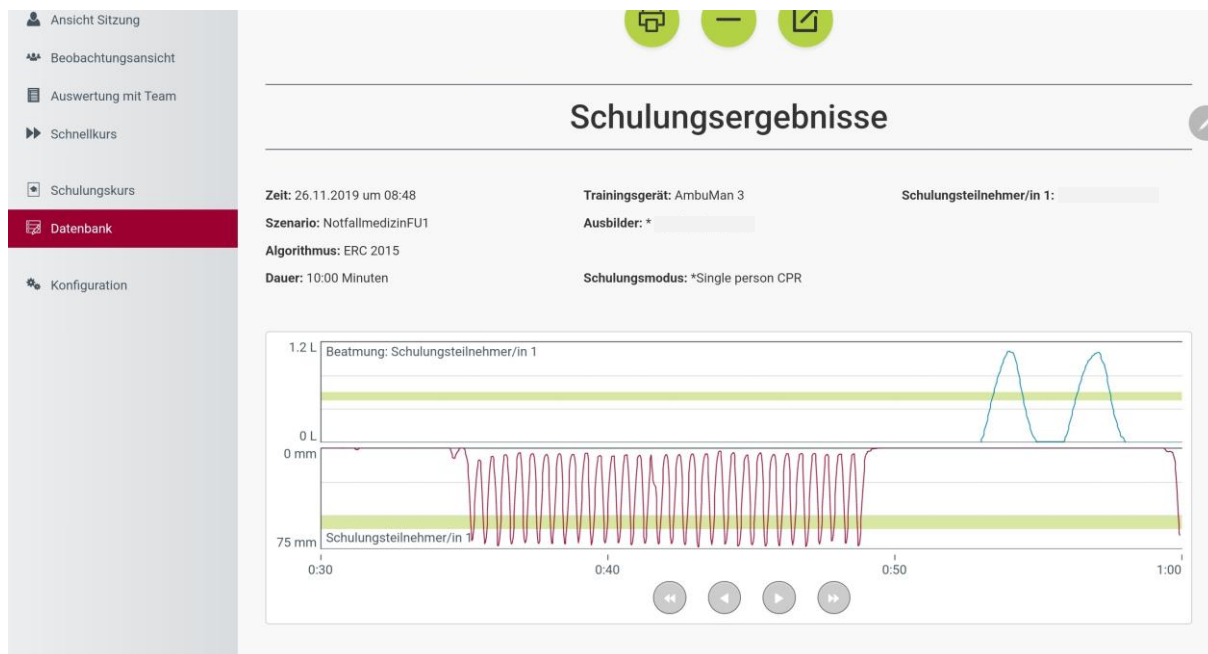 Ansicht Sitzung
Beobachtungsansicht
Auswertung mit Team
Schnellkurs
Schulungskurs
Datenbank
Konfiguration
Schulungsergebnisse
Zeit: 26.11.2019 um 08:48
Trainingsgerät: AmbuMan 3
Schulungsteilnehmer/in 1:
Szenario: NotfallmedizinFU1
Ausbilder: *
Algorithmus: ERC 2015
Dauer: 10:00 Minuten
Schulungsmodus: *Single person CPR
1.2 L
Beatmung: Schulungsteilnehmer/in 1
0 L
0 mm
75 mm
Schulungsteilnehmer/in 1
0:30
0:40
0:50
1:00